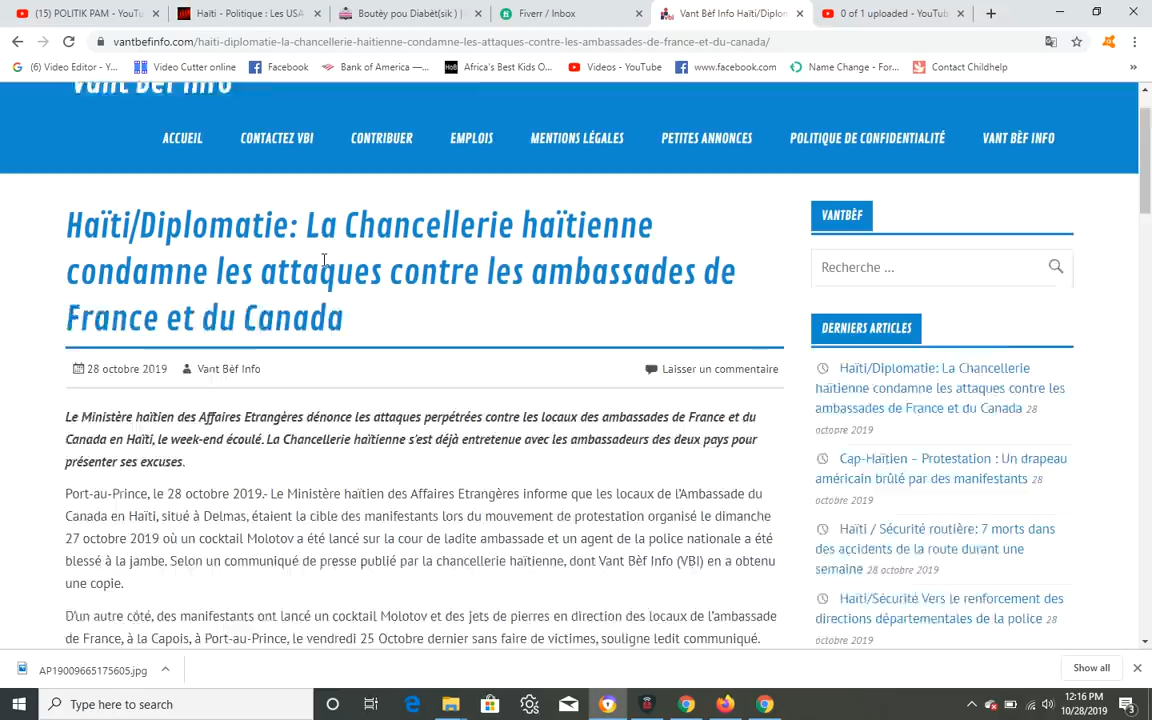 (15) POLITIK PAM - YouTu
Haiti - Politique : Les USA
Boutèy pou Diabèt(sik ) |
Fiverr / Inbox
Vant Bèf Info Haïti/Diplon
0 of 1 uploaded - YouTub
vantbefinfo.com/haiti-diplomatie-la-chancellerie-haitienne-condamne-les-attaques-contre-les-ambassades-de-france-et-du-canada/
(6) Video Editor - Y...
Video Cutter online
Facebook
Bank of America —...
Africa's Best Kids O...
Videos - YouTube
www.facebook.com
Name Change - For...
Contact Childhelp
»
Vant Bèf Info
ACCUEIL
CONTACTEZ VBI
CONTRIBUER
EMPLOIS
MENTIONS LÉGALES
PETITES ANNONCES
POLITIQUE DE CONFIDENTIALITÉ
VANT BÈF INFO
Haïti/Diplomatie: La Chancellerie haïtienne
condamne les attaques contre les ambassades de
France et du Canada
28 octobre 2019
Vant Bèf Info
Laisser un commentaire
Le Ministère haïtien des Affaires Etrangères dénonce les attaques perpétrées contre les locaux des ambassades de France et du
Canada en Haïti, le week-end écoulé. La Chancellerie haïtienne s'est déjà entretenue avec les ambassadeurs des deux pays pour
présenter ses excuses.
Port-au-Prince, le 28 octobre 2019.- Le Ministère haïtien des Affaires Etrangères informe que les locaux de l'Ambassade du
Canada en Haïti, situé à Delmas, étaient la cible des manifestants lors du mouvement de protestation organisé le dimanche
27 octobre 2019 où un cocktail Molotov a été lancé sur la cour de ladite ambassade et un agent de la police nationale a été
blessé à la jambe. Selon un communiqué de presse publié par la chancellerie haïtienne, dont Vant Bèf Info (VBI) en a obtenu
une copie.
D'un autre côté, des manifestants ont lancé un cocktail Molotov et des jets de pierres en direction des locaux de l'ambassade
de France, à la Capois, à Port-au-Prince, le vendredi 25 Octobre dernier sans faire de victimes, souligne ledit communiqué.
VANTBÈF
Recherche …
DERNIERS ARTICLES
Haïti/Diplomatie: La Chancellerie
haïtienne condamne les attaques contre les
ambassades de France et du Canada 28
octobre 2019
Cap-Haïtien – Protestation : Un drapeau
américain brûlé par des manifestants 28
octobre 2019
Haïti / Sécurité routière: 7 morts dans
des accidents de la route durant une
semaine 28 octobre 2019
Haïti/Sécurité Vers le renforcement des
directions départementales de la police 28
octobre 2019
AP19009665175605.jpg
Show all
Type here to search
12:16 PM
10/28/2019
3